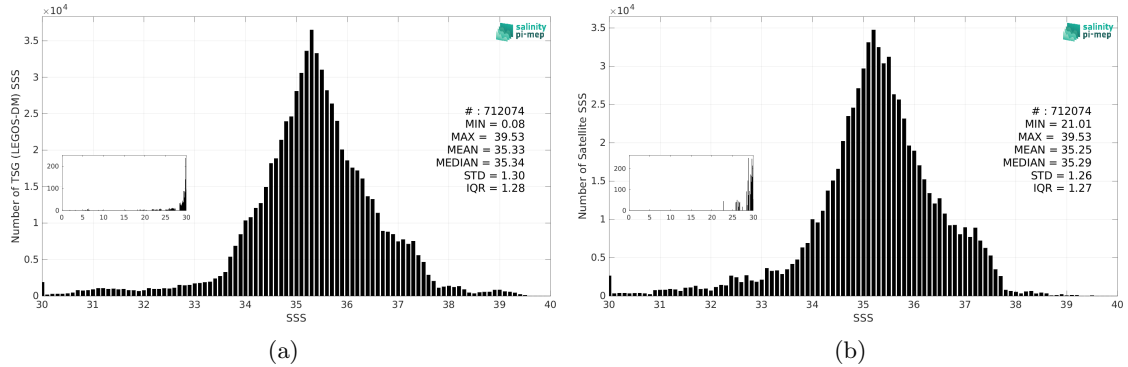 ×10^4
salinity
pi-mep
3.5
3
2.5
2
1.5
1
0.5
0
Number of TSG (LEGOS-DM) SSS
# : 712074
MIN = 0.08
MAX = 39.53
MEAN = 35.33
MEDIAN = 35.34
STD = 1.30
IQR = 1.28
200
100
0
0 5 10 15 20 25 30
30 31 32 33 34 35 36 37 38 39 40
SSS
(a)
×10^4
salinity
pi-mep
3.5
3
2.5
2
1.5
1
0.5
0
Number of Satellite SSS
# : 712074
MIN = 21.01
MAX = 39.53
MEAN = 35.25
MEDIAN = 35.29
STD = 1.26
IQR = 1.27
200
100
0
0 5 10 15 20 25 30
30 31 32 33 34 35 36 37 38 39 40
SSS
(b)